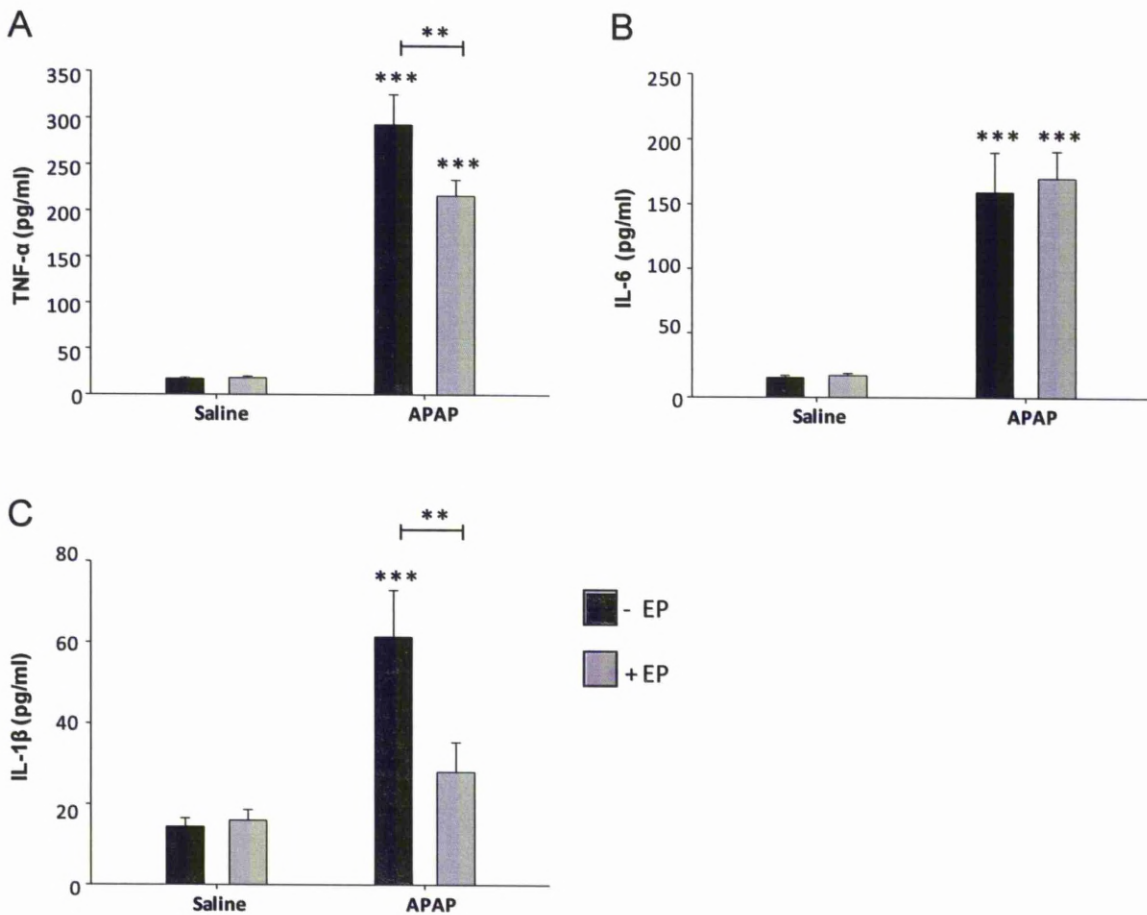 A
**
350
300
250
200
150
100
50
0
TNF-α (pg/ml)
***
***
Saline
APAP
B
250
200
150
100
50
0
IL-6 (pg/ml)
***
***
Saline
APAP
C
**
80
60
40
20
0
IL-1β (pg/ml)
***
Saline
APAP
- EP
+ EP